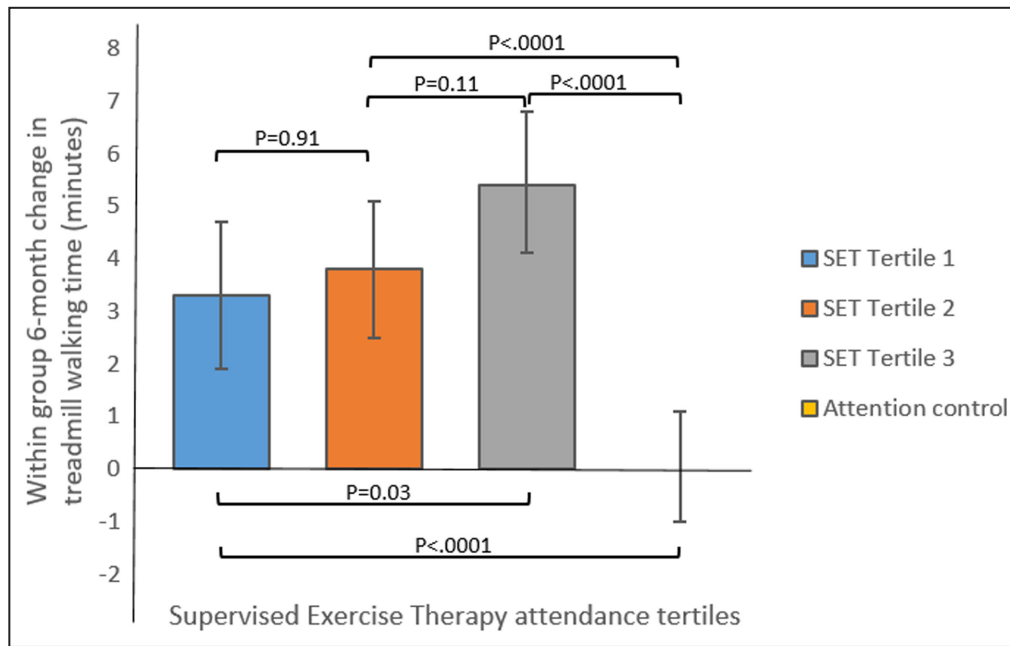 Within group 6-month change in
treadmill walking time (minutes)
8
7
6
5
4
3
2
1
0
-1
-2
P<.0001
P=0.11
P<.0001
P=0.91
P=0.03
P<.0001
Supervised Exercise Therapy attendance tertiles
SET Tertile 1
SET Tertile 2
SET Tertile 3
Attention control